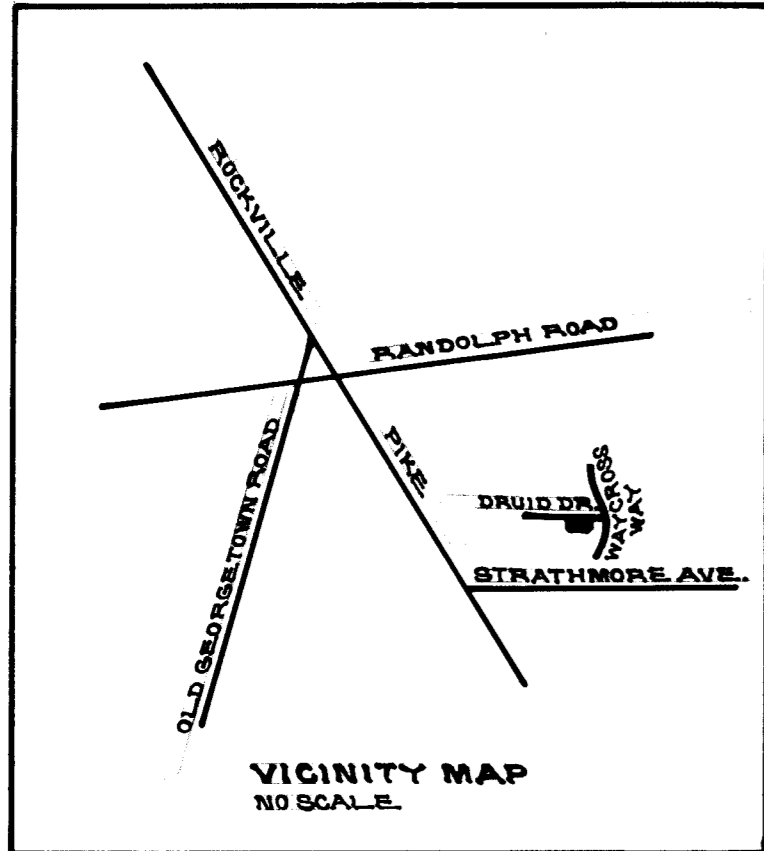 ROCKVILLE
RANDOLPH ROAD
PIKE
OLD GEORGETOWN ROAD
DRUID DR.
WAYCROSS
WAY
STRATHMORE AVE.
VICINITY MAP
NO SCALE